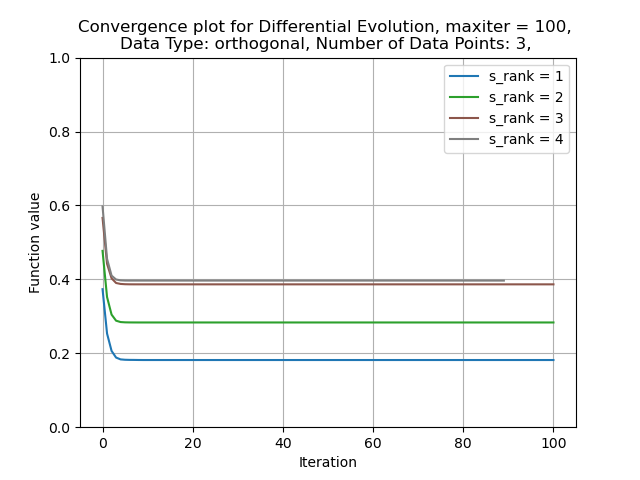 Convergence plot for Differential Evolution, maxiter = 100,
Data Type: orthogonal, Number of Data Points: 3,
1.0
0.8
0.6
0.4
0.2
0.0
Function value
s_rank = 1
s_rank = 2
s_rank = 3
s_rank = 4
0 20 40 60 80 100
Iteration